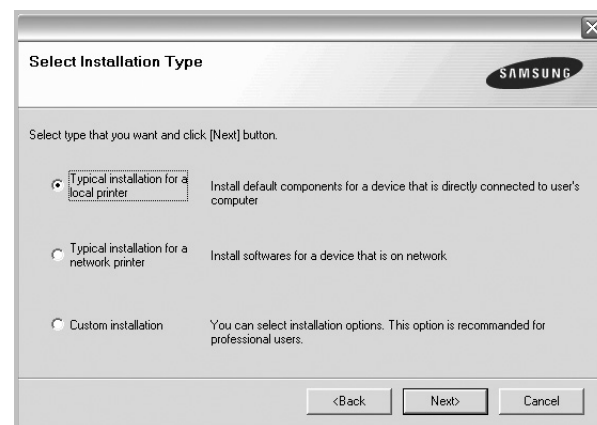 Select Installation Type
SAMSUNG
Select type that you want and click [Next] button.
Typical installation for a
local printer
Install default components for a device that is directly connected to user's
computer
Typical installation for a
network printer
Install softwares for a device that is on network
Custom installation
You can select installation options. This option is recommanded for
professional users.
<Back
Next>
Cancel